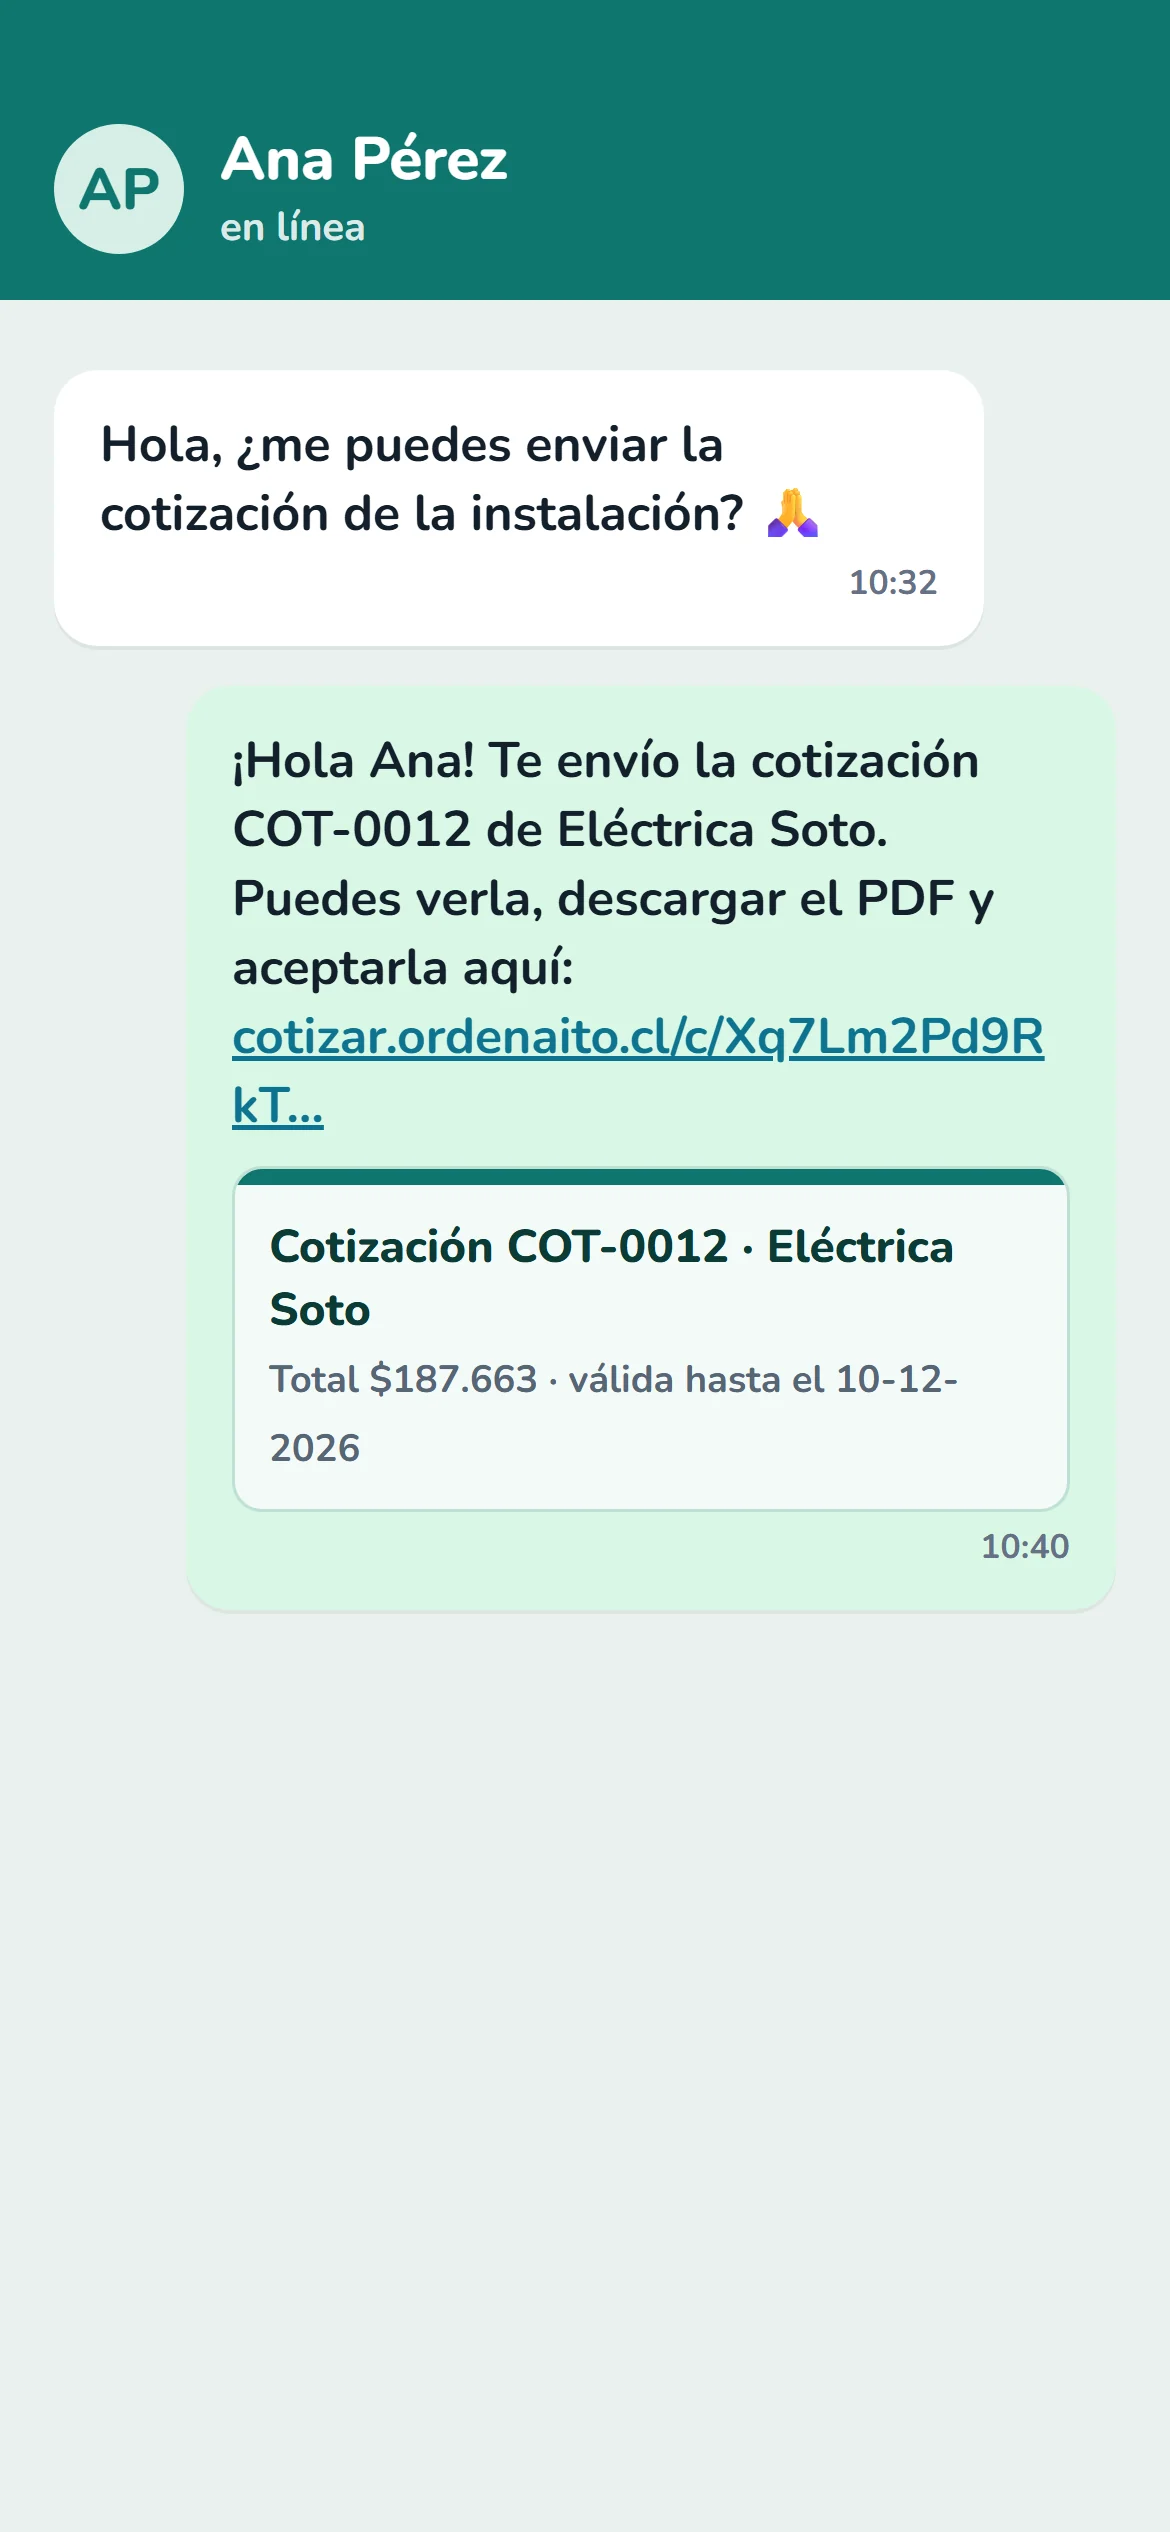 AP
Ana Pérez
en línea
Hola, ¿me puedes enviar la
cotización de la instalación? 🙏
10:32
¡Hola Ana! Te envío la cotización
COT-0012 de Eléctrica Soto.
Puedes verla, descargar el PDF y
aceptarla aquí:
cotizar.ordenaito.cl/c/Xq7Lm2Pd9R
kT...
Cotización COT-0012 · Eléctrica
Soto
Total $187.663 · válida hasta el 10-12-
2026
10:40